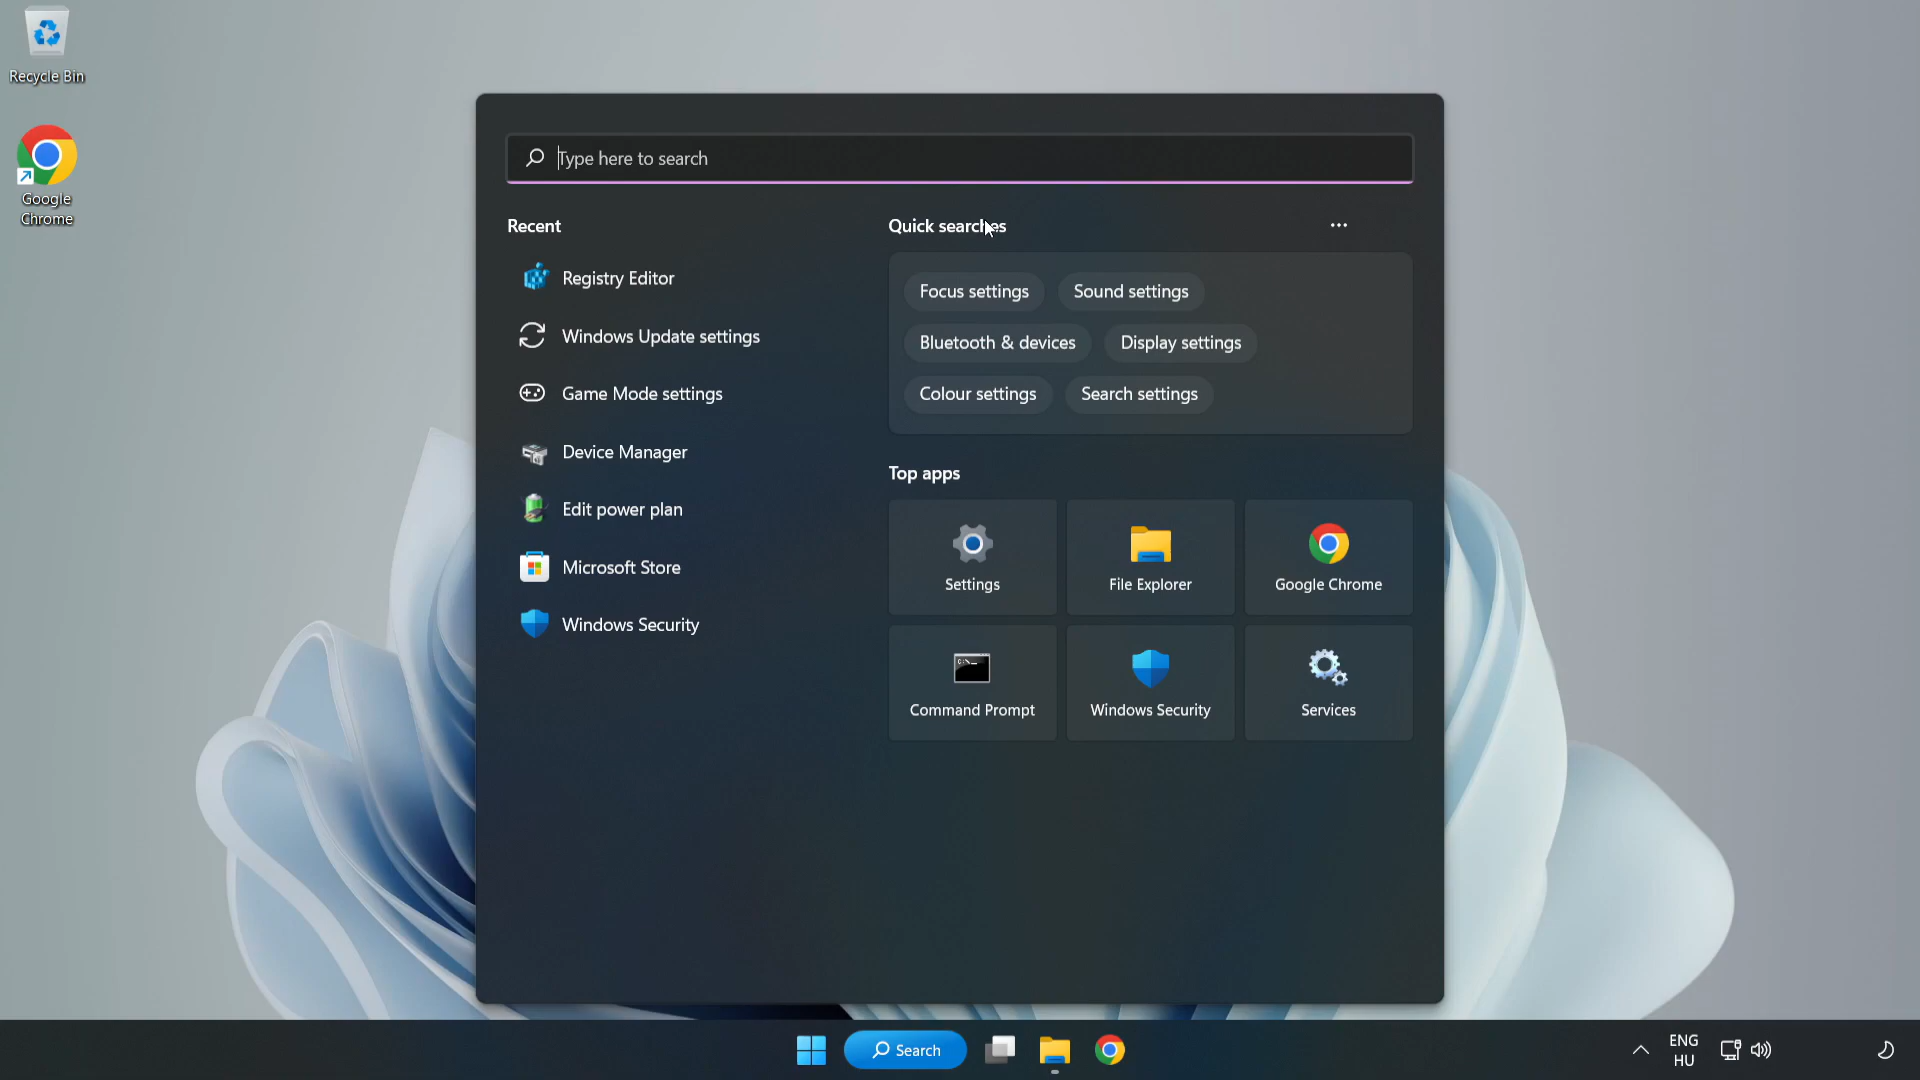 Recycle Bin
Google
Chrome
Type here to search
Recent
Registry Editor
Windows Update settings
Game Mode settings
Device Manager
Edit power plan
Microsoft Store
Windows Security
Quick searches
Focus settings
Sound settings
Bluetooth & devices
Display settings
Colour settings
Search settings
Top apps
Settings
File Explorer
Google Chrome
Command Prompt
Windows Security
Services
Search
ENG
HU